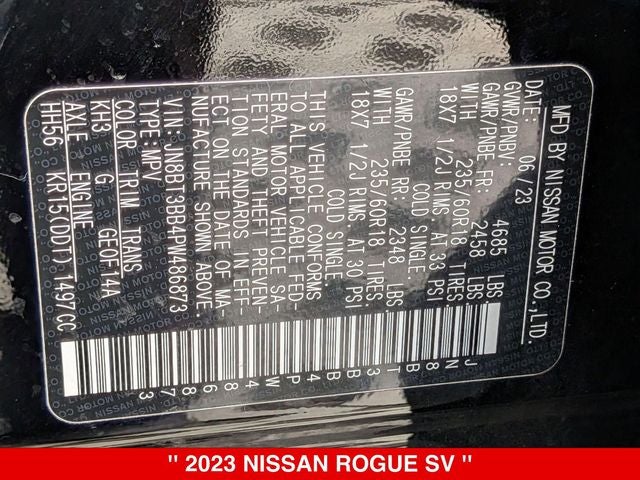 MFD BY NISSAN MOTOR CO.,LTD.
DATE: 06/23
GVWR/PNBV: 4685 LBS
GAWR/PNBE FR: 2458 LBS
WITH 235/60R18 TIRES
18X7 1/2J RIMS AT 33 PSI
COLD SINGLE
GAWR/PNBE RR 2348 LBS.
WITH 235/60R18 TIRES
18X7 1/2J RIMS AT 30 PSI
COLD SINGLE
THIS VEHICLE CONFORMS
TO ALL APPLICABLE FED-
ERAL MOTOR VEHICLE SA-
FETY AND THEFT PREVEN-
TION STANDARDS IN EFF-
ECT ON THE DATE OF MA
NUFACTURE SHOWN ABOVE.
VIN: JN8BT3BB4PW486873
TYPE: MPV
COLOR TRIM TRANS
KH3 G GEOF14A
AXLE ENGINE
HH56 KR15(DDT) 1497CC
JN8BT3BB4PW486873
" 2023 NISSAN ROGUE SV "